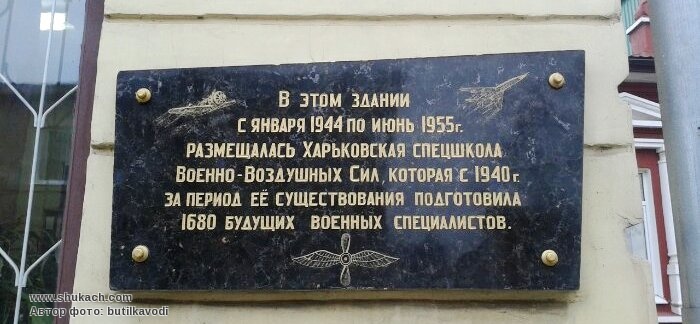 В этом здании
с января 1944 по июнь 1955г.
размещалась Харьковская спецшкола
Военно-Воздушных Сил которая с 1940г.
за период её существования подготовила
1680 будущих военных специалистов.
www.shukach.com
Автор фото: butilkavodi